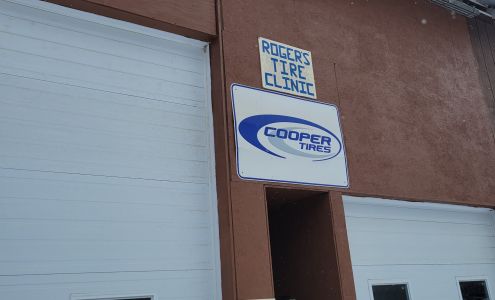 ROGER'S
TIRE
CLINIC
COOPER
TIRES